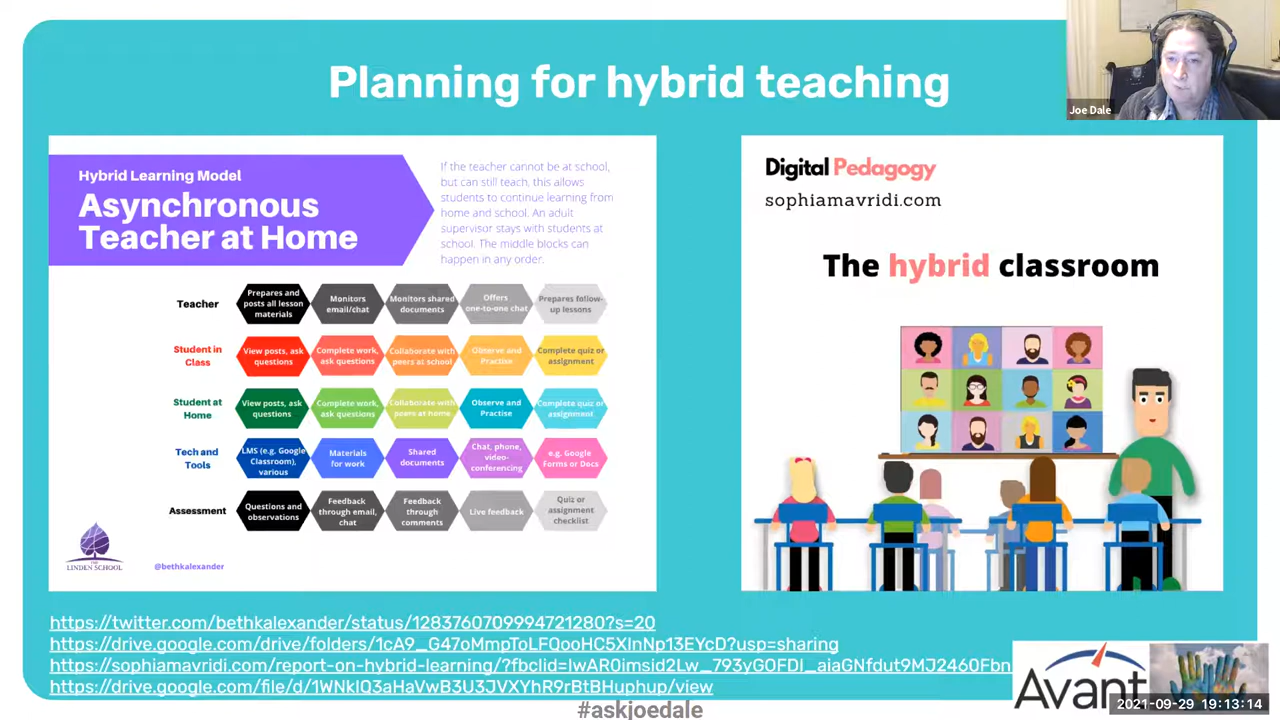 Planning for hybrid teaching
Joe Dale
Hybrid Learning Model
Asynchronous
Teacher at Home
If the teacher cannot be at school,
but can still teach, this allows
students to continue learning from
home and school. An adult
supervisor stays with students at
school. The middle blocks can
happen in any order.
Teacher
Prepares and
posts all lesson
materials
Monitors
email/chat
Monitors shared
documents
Offers
one-to-one chat
Prepares follow-
up lessons
Student in
Class
View posts, ask
questions
Complete work,
ask questions
Collaborate with
peers at school
Observe and
Practise
Complete quiz or
assignment
Student at
Home
View posts, ask
questions
Complete work,
ask questions
Collaborate with
peers at home
Observe and
Practise
Complete quiz or
assignment
Tech and
Tools
LMS (e.g. Google
Classroom),
various
Materials
for work
Shared
documents
Chat, phone,
video-
conferencing
e.g. Google
Forms or Docs
Assessment
Questions and
observations
Feedback
through email,
chat
Feedback
through
comments
Live feedback
Quiz or
assignment
checklist
THE
LINDEN SCHOOL
@bethkalexander
Digital Pedagogy
sophiamavridi.com
The hybrid classroom
https://twitter.com/bethkalexander/status/1283760709994721280?s=20
https://drive.google.com/drive/folders/1cA9_G47oMmpToLFQooHC5XInNp13EYcD?usp=sharing
https://sophiamavridi.com/report-on-hybrid-learning/?fbclid=IwAR0imsid2Lw_793yGOFDI_aiaGNfdut9MJ2460Fbn
https://drive.google.com/file/d/1WNkIQ3aHaVwB3U3JVXYhR9rBtBHuphup/view
Avant
2021-09-29 19:13:14
#askjoedale